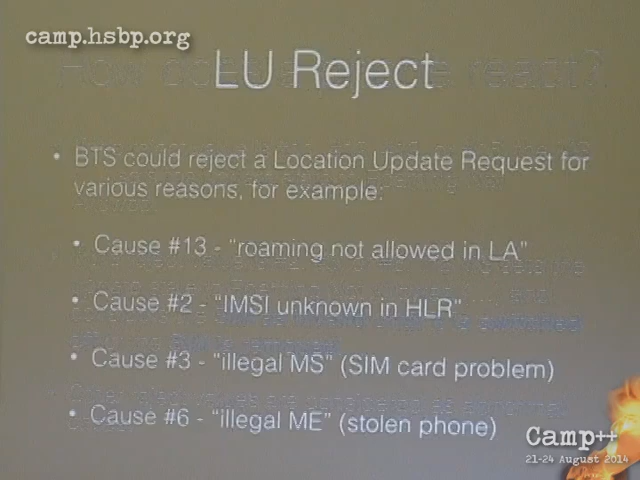 camp.hsbp.org
LU Reject
• BTS could reject a Location Update Request for
various reasons, for example:
• Cause #13 - “roaming not allowed in LA”
• Cause #2 - “IMSI unknown in HLR”
• Cause #3 - “illegal MS” (SIM card problem)
• Cause #6 - “illegal ME” (stolen phone)
Camp++
21-24 August 2014